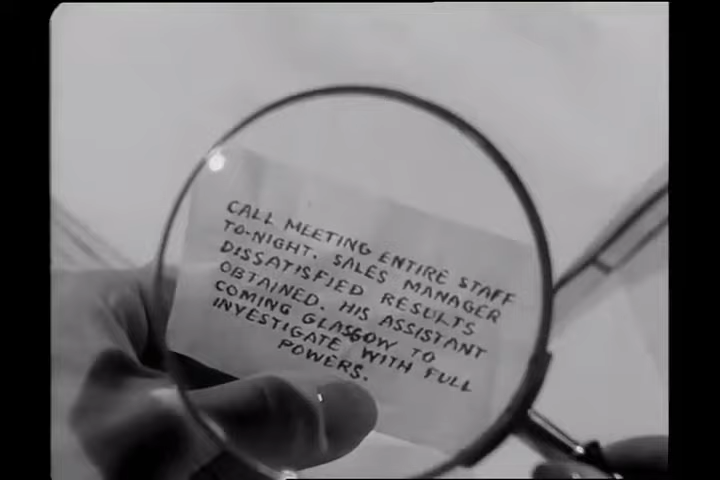 CALL MEETING ENTIRE STAFF
TO-NIGHT. SALES MANAGER
DISSATISFIED RESULTS
OBTAINED. HIS ASSISTANT
COMING GLASGOW TO
INVESTIGATE WITH FULL
POWERS.